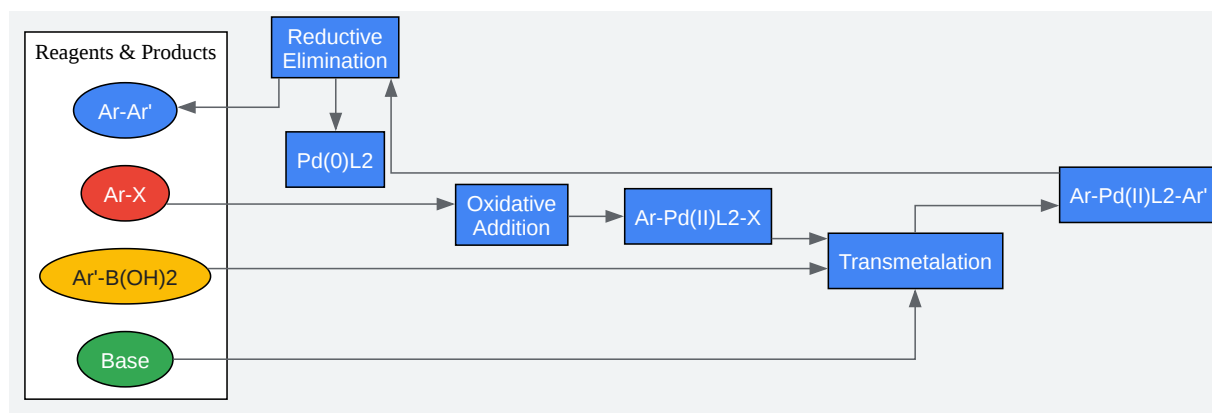 Reagents & Products
Ar-Ar'
Ar-X
Ar'-B(OH)2
Base
Reductive
Elimination
Pd(0)L2
Oxidative
Addition
Ar-Pd(II)L2-X
Transmetalation
Ar-Pd(II)L2-Ar'